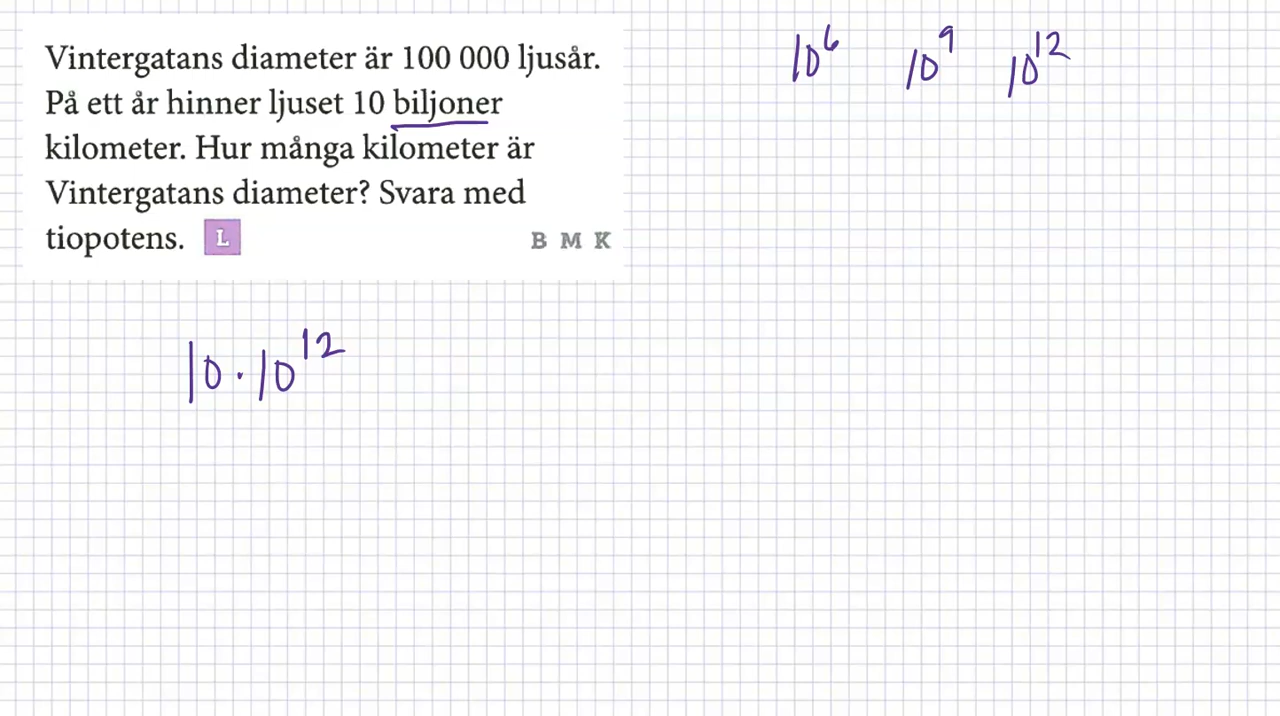 Vintergatans diameter är 100 000 ljusår.
På ett år hinner ljuset 10 biljoner
kilometer. Hur många kilometer är
Vintergatans diameter? Svara med
tiopotens. L B M K
10⁶ 10⁹ 10¹²
10 · 10¹²